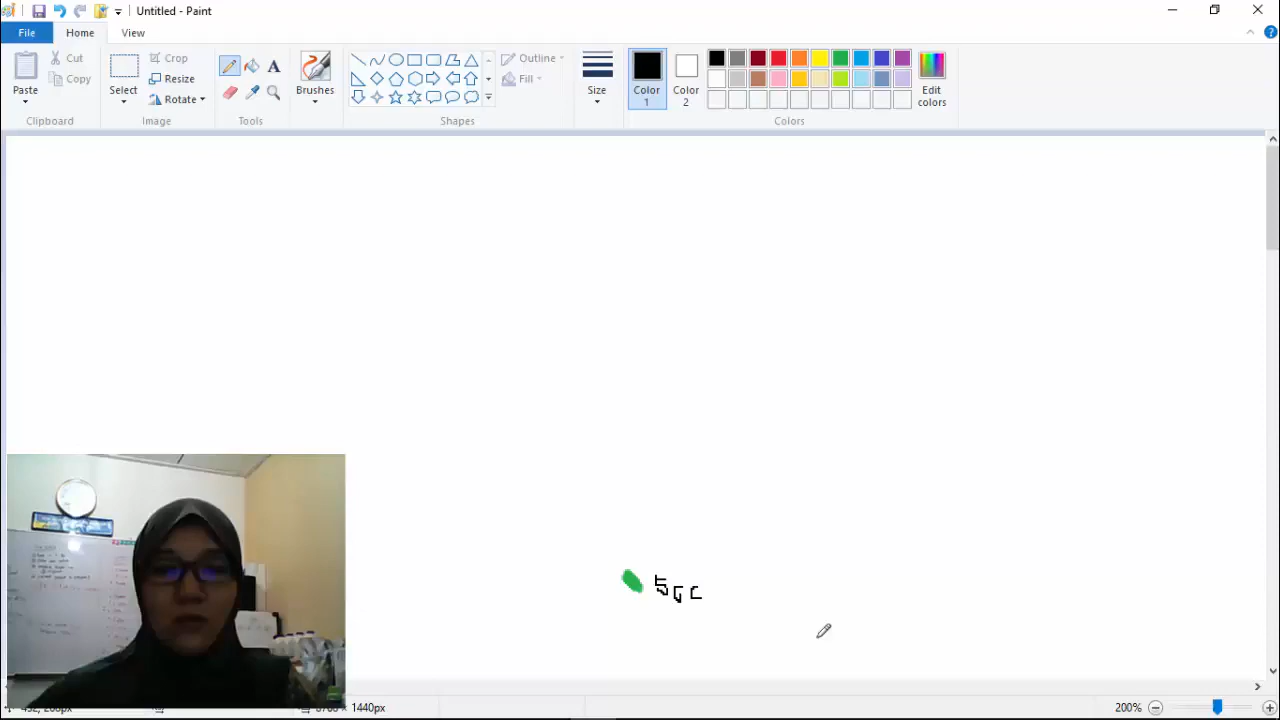 Untitled - Paint
File Home View
Paste
Cut
Copy
Clipboard
Select
Crop
Resize
Rotate
Image
Tools
Brushes
Shapes
Outline
Fill
Size
Color 1
Color 2
Edit colors
Colors
1440px
200%